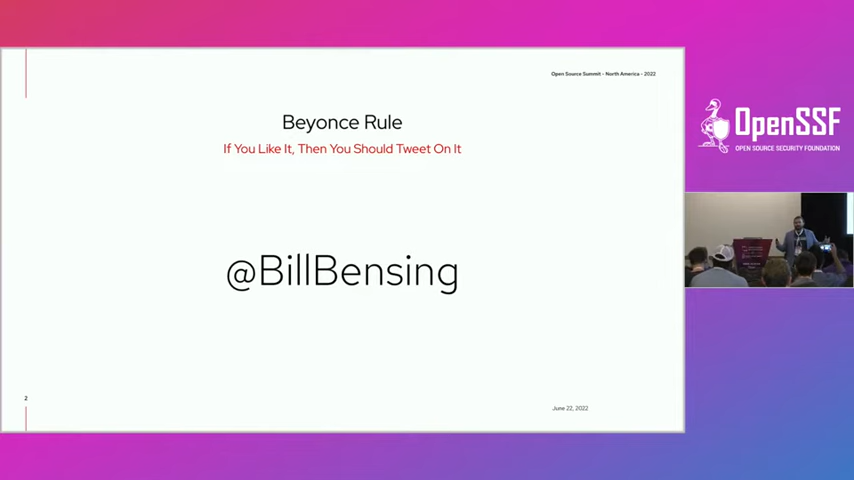 Open Source Summit - North America - 2022
Beyonce Rule
If You Like It, Then You Should Tweet On It
@BillBensing
2
June 22, 2022
OpenSSF
OPEN SOURCE SECURITY FOUNDATION